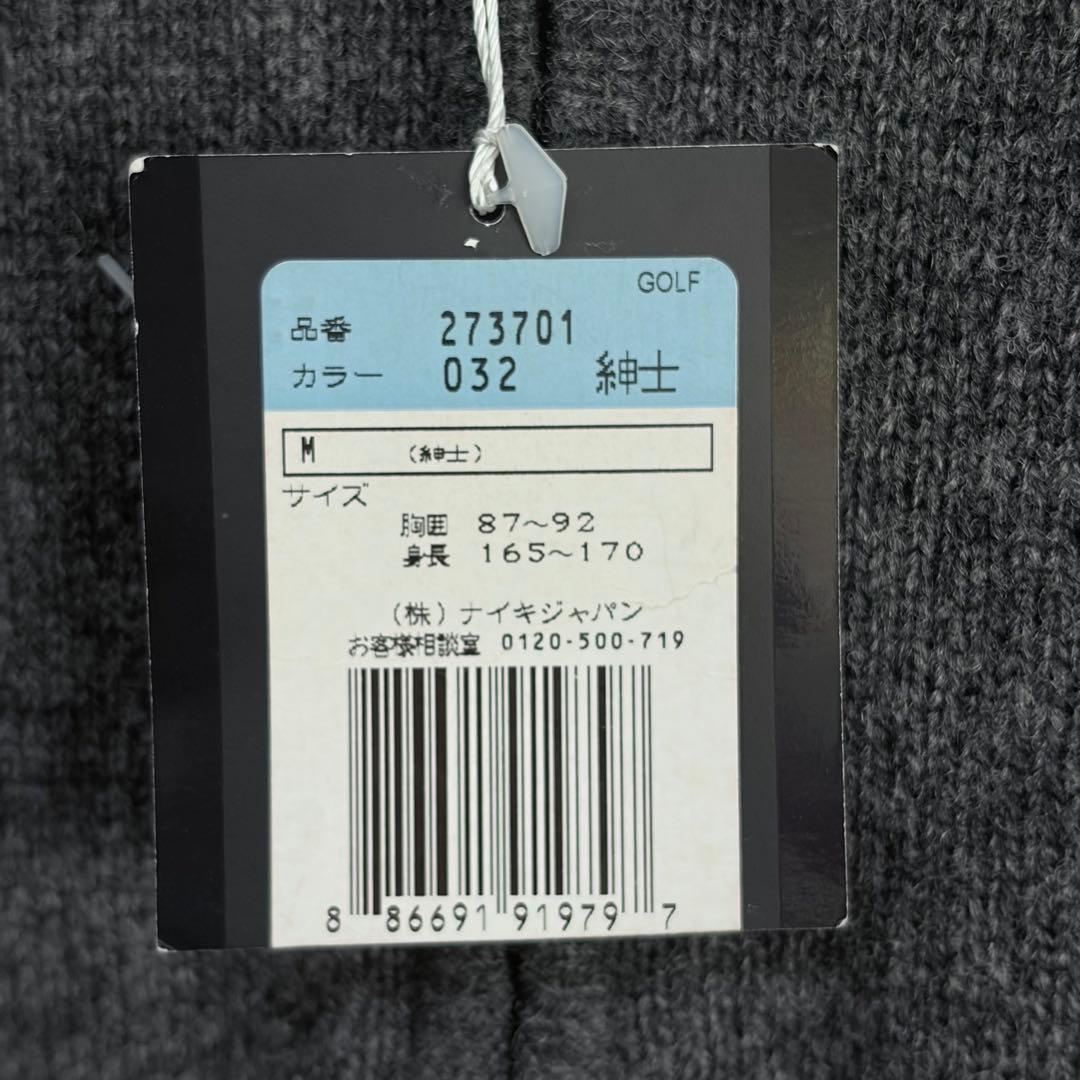 GOLF
品番 273701
カラー 032 紳士
M (紳士)
サイズ
胸囲 87～92
身長 165～170
(株)ナイキジャパン
お客様相談室 0120-500-719
8 86691 91979 7